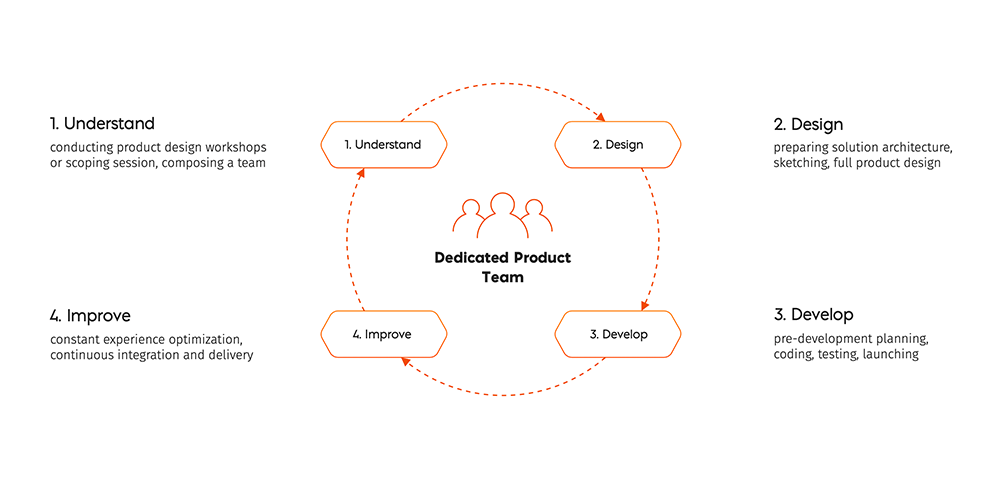 1. Understand
conducting product design workshops
or scoping session, composing a team
1. Understand
2. Design
2. Design
preparing solution architecture,
sketching, full product design
Dedicated Product
Team
4. Improve
constant experience optimization,
continuous integration and delivery
4. Improve
3. Develop
3. Develop
pre-development planning,
coding, testing, launching